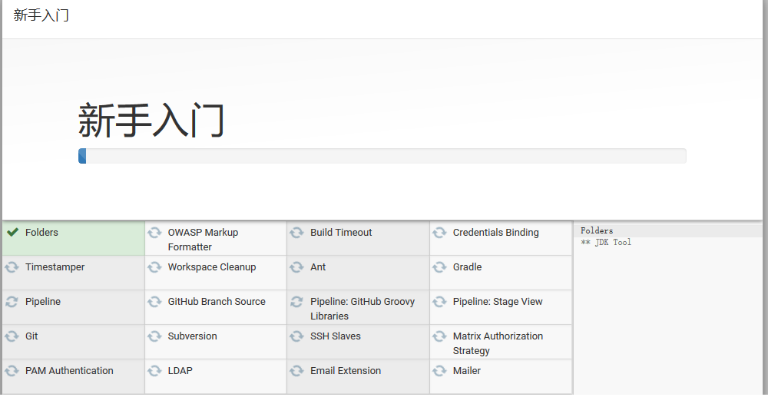 新手入门
新手入门
Folders
OWASP Markup
Formatter
Build Timeout
Credentials Binding
Timestamper
Workspace Cleanup
Ant
Gradle
Pipeline
GitHub Branch Source
Pipeline: GitHub Groovy
Libraries
Pipeline: Stage View
Git
Subversion
SSH Slaves
Matrix Authorization
Strategy
PAM Authentication
LDAP
Email Extension
Mailer
Folders
** JDK Tool